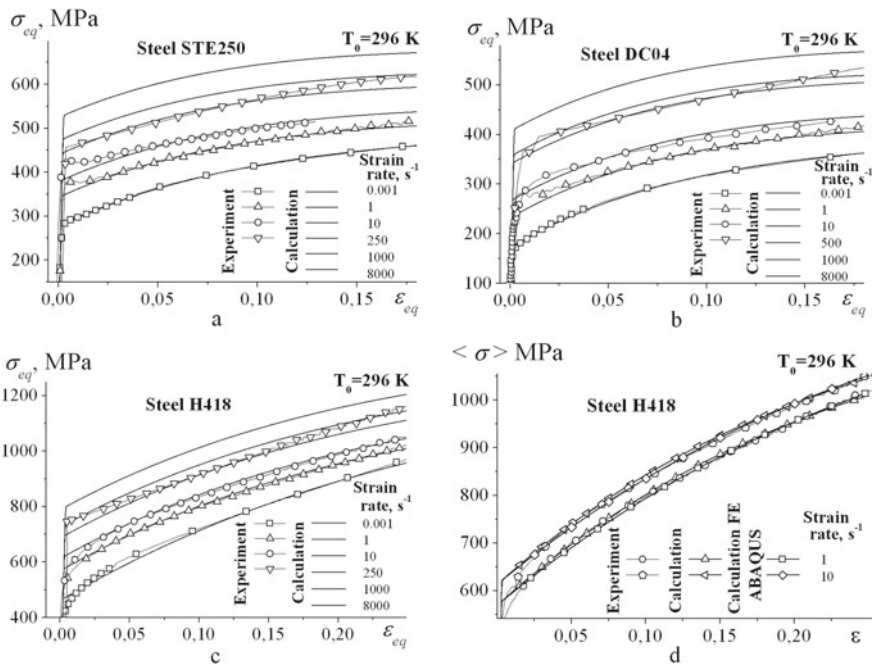 σeq, MPa
Steel STE250
T₀=296 K
600
500
400
300
200
0,00 0,05 0,10 0,15
εeq
Experiment
Calculation
Strain
rate, s⁻¹
0.001
1
10
250
1000
8000
a
σeq, MPa
Steel DC04
T₀=296 K
500
400
300
200
100
0,00 0,05 0,10 0,15
εeq
Experiment
Calculation
Strain
rate, s⁻¹
0.001
1
10
500
1000
8000
b
σeq, MPa
Steel H418
T₀=296 K
1200
1000
800
600
400
0,00 0,05 0,10 0,15 0,20
εeq
Experiment
Calculation
Strain
rate, s⁻¹
0.001
1
10
250
1000
8000
c
< σ > MPa
Steel H418
T₀=296 K
1000
900
800
700
600
0,05 0,10 0,15 0,20
ε
Experiment
Calculation
Calculation FE
ABAQUS
Strain
rate, s⁻¹
1
10
d